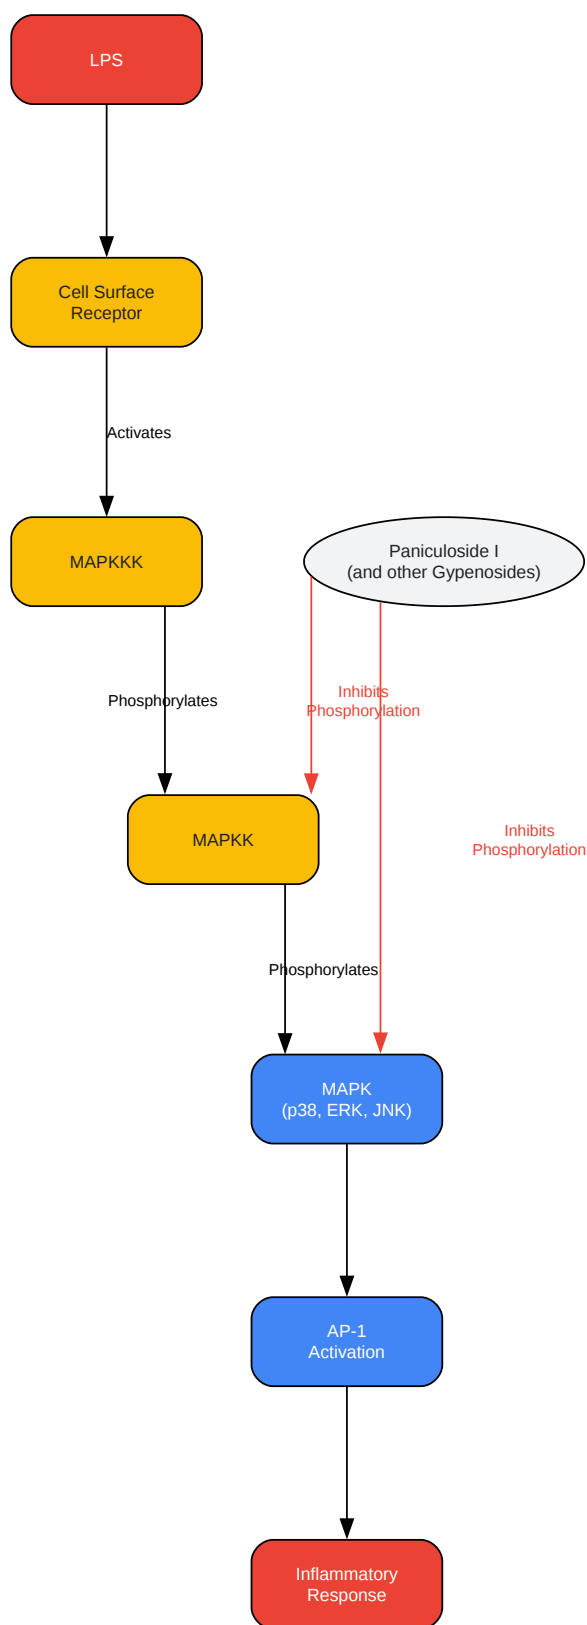 LPS
Cell Surface
Receptor
Activates
MAPKKK
Paniculoside I
(and other Gypenosides)
Phosphorylates
Inhibits
Phosphorylation
Inhibits
Phosphorylation
MAPKK
Phosphorylates
MAPK
(p38, ERK, JNK)
AP-1
Activation
Inflammatory
Response